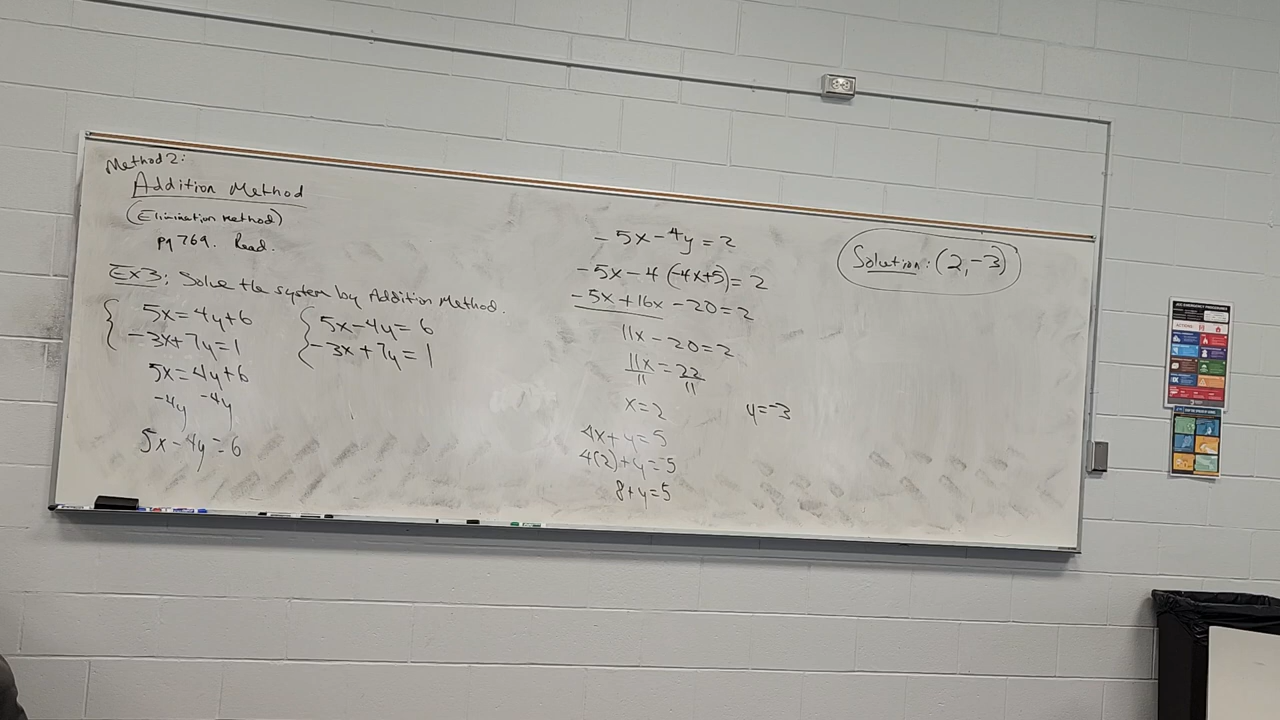 Method 2:
Addition Method
(Elimination Method)
pg 769. Read.
Ex3: Solve the system by Addition Method.
5x = 4y+6
-3x+7y=1
5x-4y= 6
-3x+7y=1
5x=4y+6
-4y -4y
5x-4y=6
-5x-4y=2
-5x-4(-4x+5)=2
-5x+16x-20=2
11x-20=2
11x = 22
11 11
x=2
y=-3
4x+y=5
4(2)+y=5
8+y=5
Solution: (2,-3)